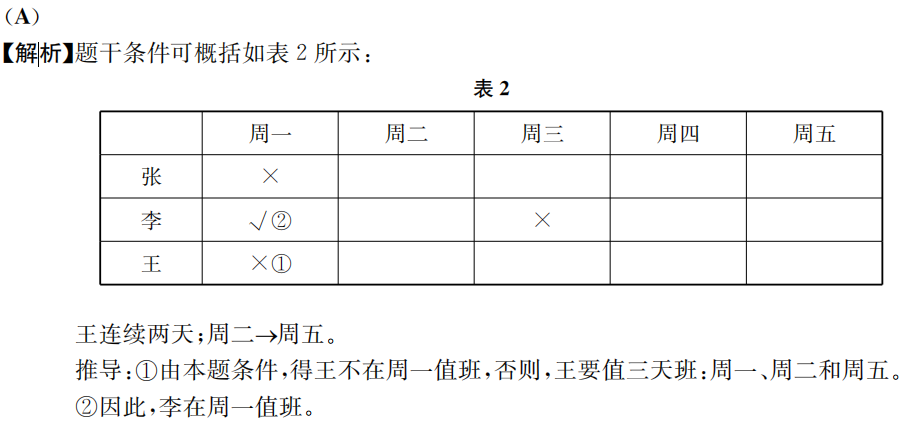 （A）
【解析】题干条件可概括如表 2 所示：
表 2
周一 周二 周三 周四 周五
张 ×
李 √② ×
王 ×①
王连续两天；周二→周五。
推导：①由本题条件，得王不在周一值班，否则，王要值三天班：周一、周二和周五。
②因此，李在周一值班。